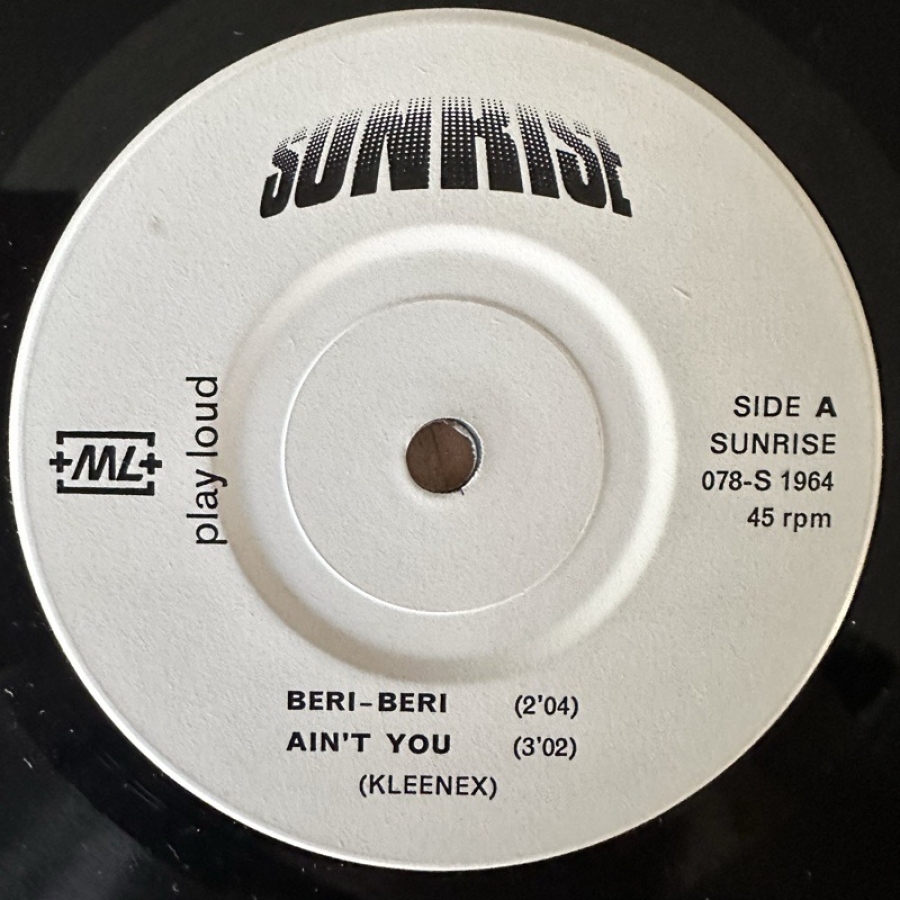 SUNRISE
+ML+
play loud
SIDE A
SUNRISE
078-S 1964
45 rpm
BERI-BERI (2'04)
AIN'T YOU (3'02)
(KLEENEX)